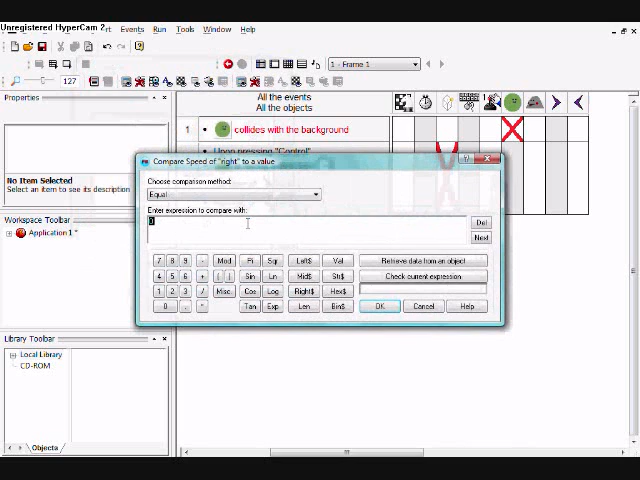 Unregistered HyperCam 2
rt Events Run Tools Window Help
1 - Frame 1
127
Properties
All the events
All the objects
1 • collides with the background
• Upon pressing "Control"
No Item Selected
Select an item to see its description
Workspace Toolbar
Application 1 *
Compare Speed of "right" to a value
Choose comparison method:
Equal
Enter expression to compare with:
0
Del
Next
7 8 9 - Mod Pi Sqr Left$ Val Retrieve data from an object
4 5 6 + ( ) Sin Ln Mid$ Str$ Check current expression
1 2 3 / Misc. Cos Log Right$ Hex$
0 . * Tan Exp Len Bin$ OK Cancel Help
Library Toolbar
Local Library
CD-ROM
Objects